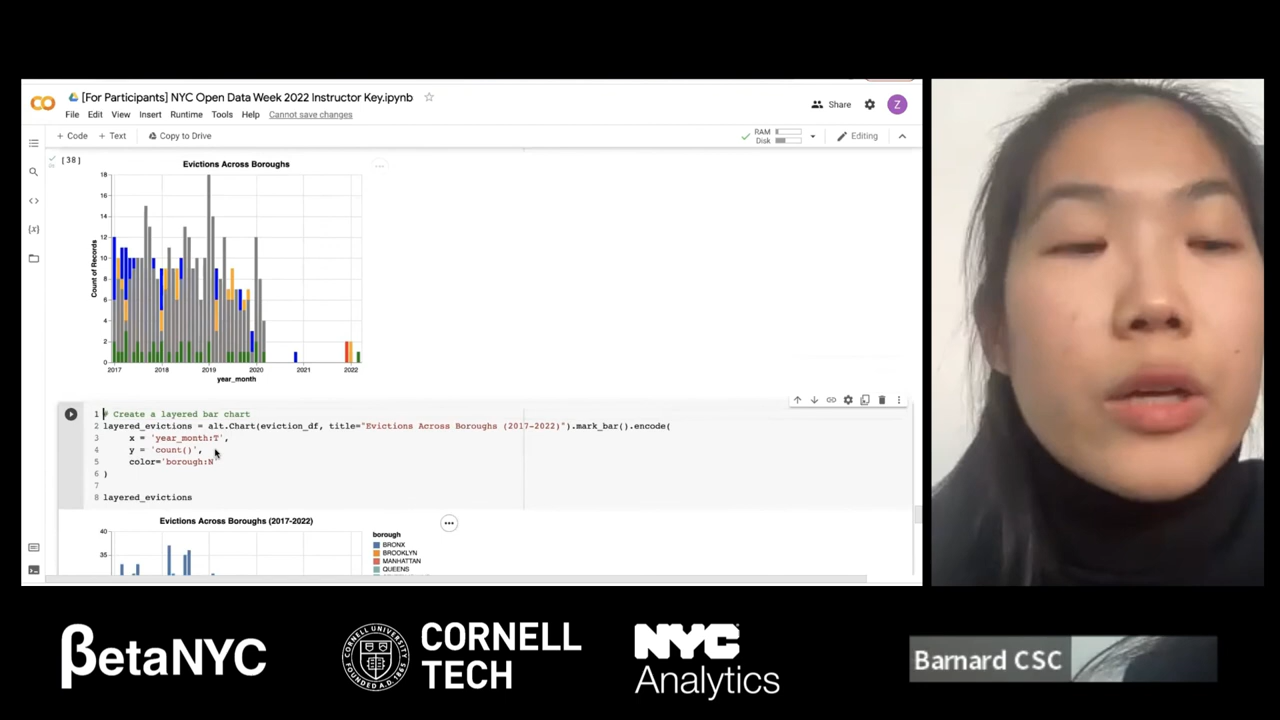 [For Participants] NYC Open Data Week 2022 Instructor Key.ipynb
Share
Z
File Edit View Insert Runtime Tools Help Cannot save changes
+ Code + Text Copy to Drive
RAM
Disk
Editing
[38]
Evictions Across Boroughs
18
16
14
12
10
8
6
4
2
0
Count of Records
2017 2018 2019 2020 2021 2022
year_month
1 # Create a layered bar chart
2 layered_evictions = alt.Chart(eviction_df, title="Evictions Across Boroughs (2017-2022)").mark_bar().encode(
3 x = 'year_month:T',
4 y = 'count()',
5 color='borough:N'
6 )
7
8 layered_evictions
Evictions Across Boroughs (2017-2022)
40
35
borough
BRONX
BROOKLYN
MANHATTAN
QUEENS
βetaNYC
CORNELL UNIVERSITY
FOUNDED A.D. 1865
CORNELL
TECH
NYC
Analytics
Barnard CSC